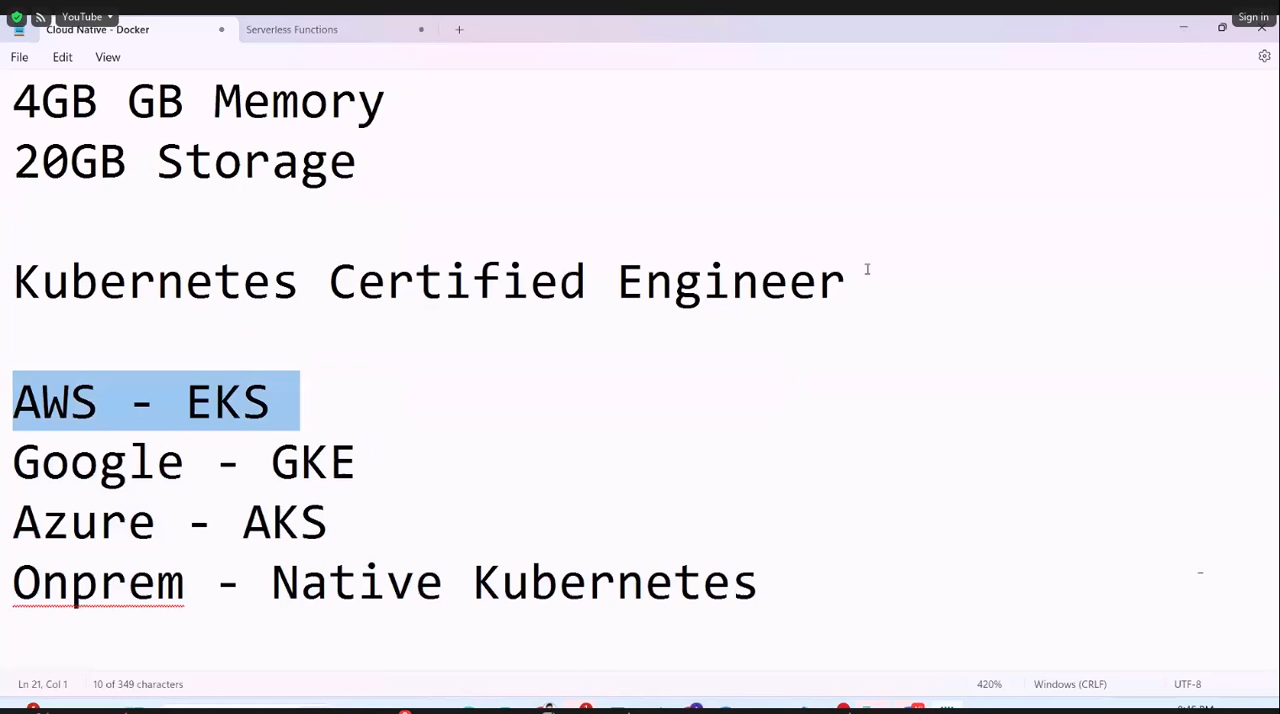 YouTube
Sign in
Cloud Native - Docker
Serverless Functions
File Edit View
4GB GB Memory
20GB Storage
Kubernetes Certified Engineer
AWS - EKS
Google - GKE
Azure - AKS
Onprem - Native Kubernetes
Ln 21, Col 1 10 of 349 characters 420% Windows (CRLF) UTF-8